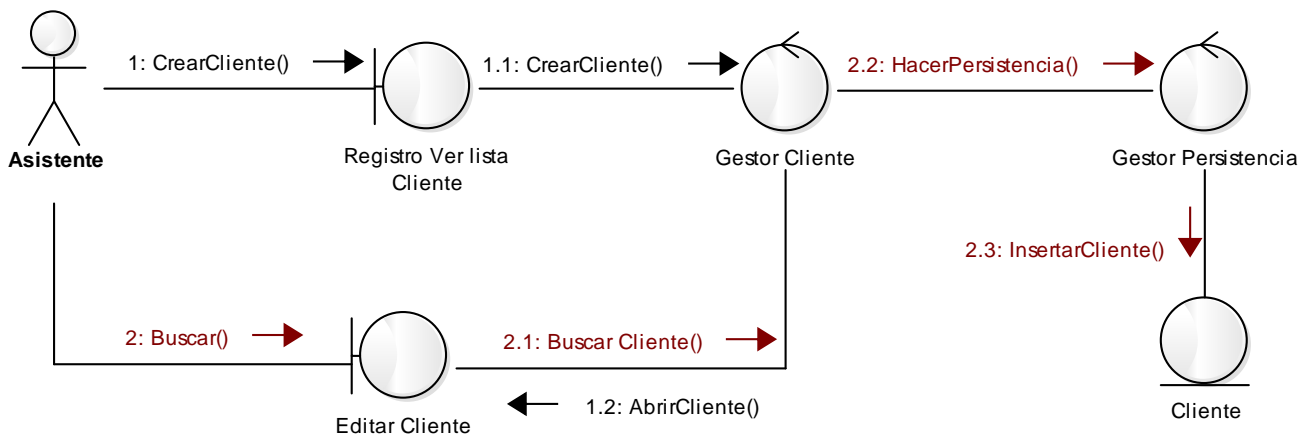 1: CrearCliente()
1.1: CrearCliente()
2.2: HacerPersistencia()
Asistente
Registro Ver lista
Cliente
Gestor Cliente
Gestor Persistencia
2.3: InsertarCliente()
2: Buscar()
2.1: Buscar Cliente()
1.2: AbrirCliente()
Editar Cliente
Cliente